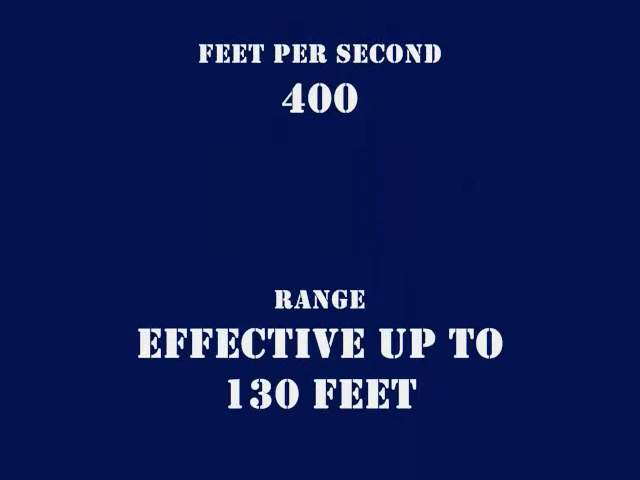 FEET PER SECOND
400
RANGE
EFFECTIVE UP TO
130 FEET